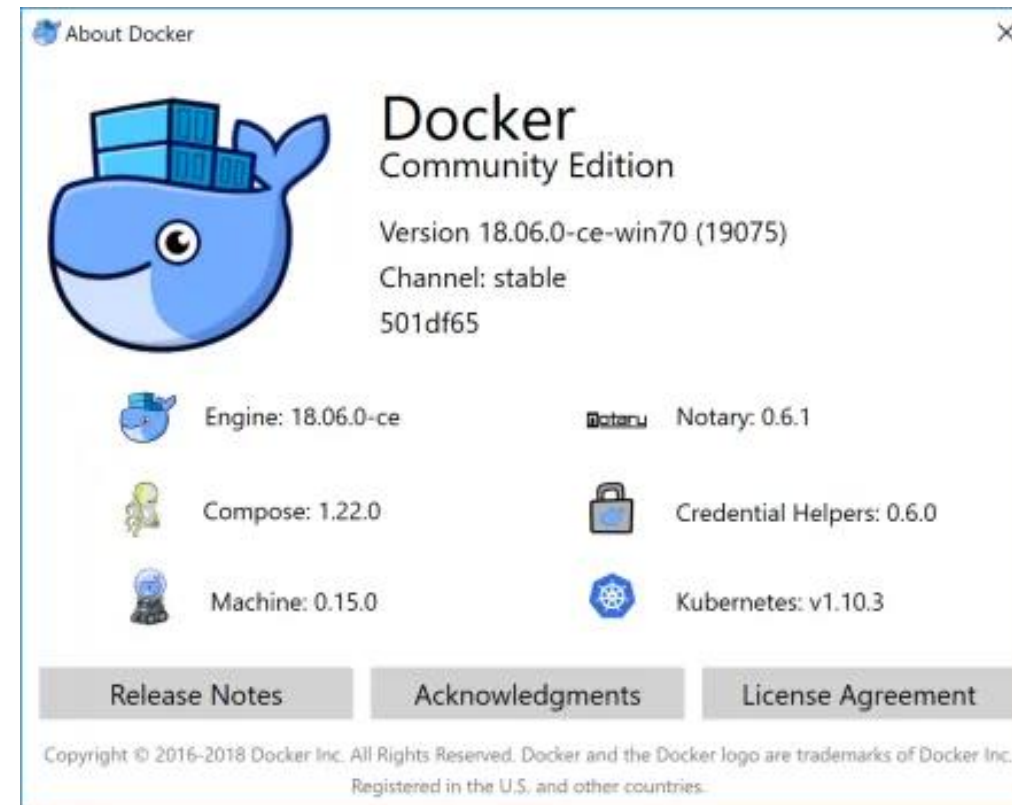 About Docker
Docker
Community Edition
Version 18.06.0-ce-win70 (19075)
Channel: stable
501df65
Engine: 18.06.0-ce
notary Notary: 0.6.1
Compose: 1.22.0
Credential Helpers: 0.6.0
Machine: 0.15.0
Kubernetes: v1.10.3
Release Notes
Acknowledgments
License Agreement
Copyright © 2016-2018 Docker Inc. All Rights Reserved. Docker and the Docker logo are trademarks of Docker Inc.
Registered in the U.S. and other countries.